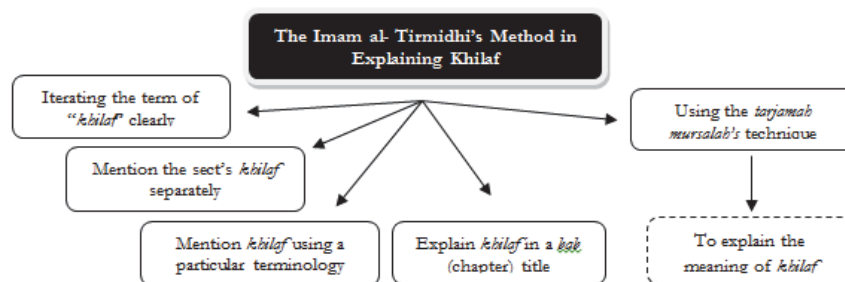 The Imam al- Tirmidhi's Method in
Explaining Khilaf
Iterating the term of
"khilaf" clearly
Using the tarjamah
mursalah's technique
Mention the sect's khilaf
separately
Mention khilaf using a
particular terminology
Explain khilaf in a bab
(chapter) title
To explain the
meaning of khilaf